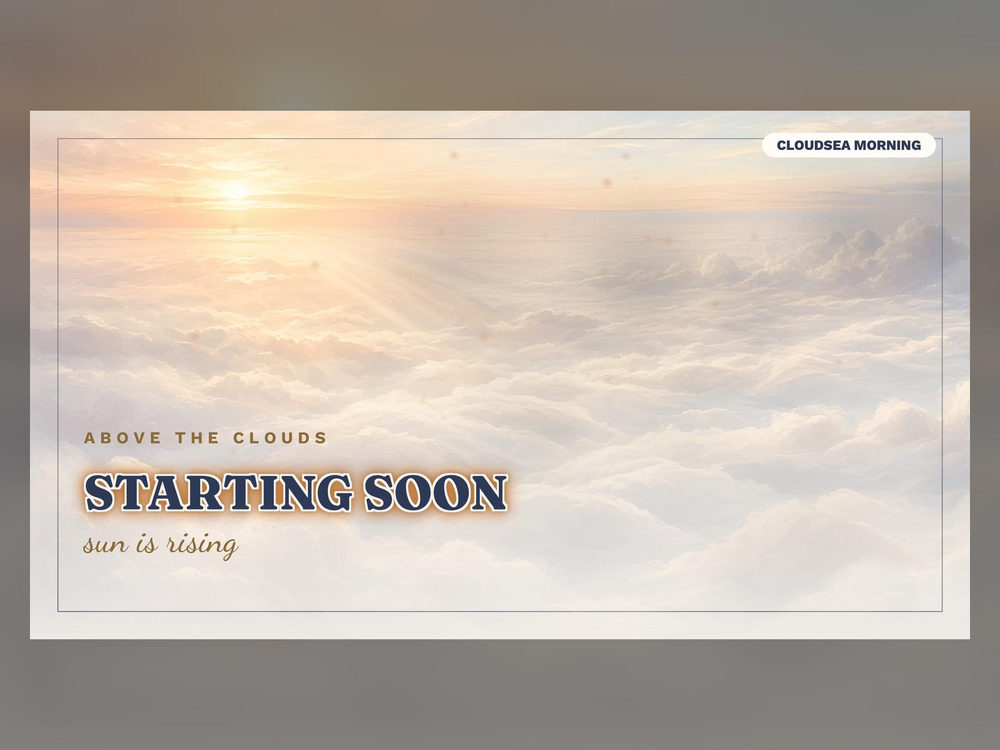 CLOUDSEA MORNING
ABOVE THE CLOUDS
STARTING SOON
sun is rising